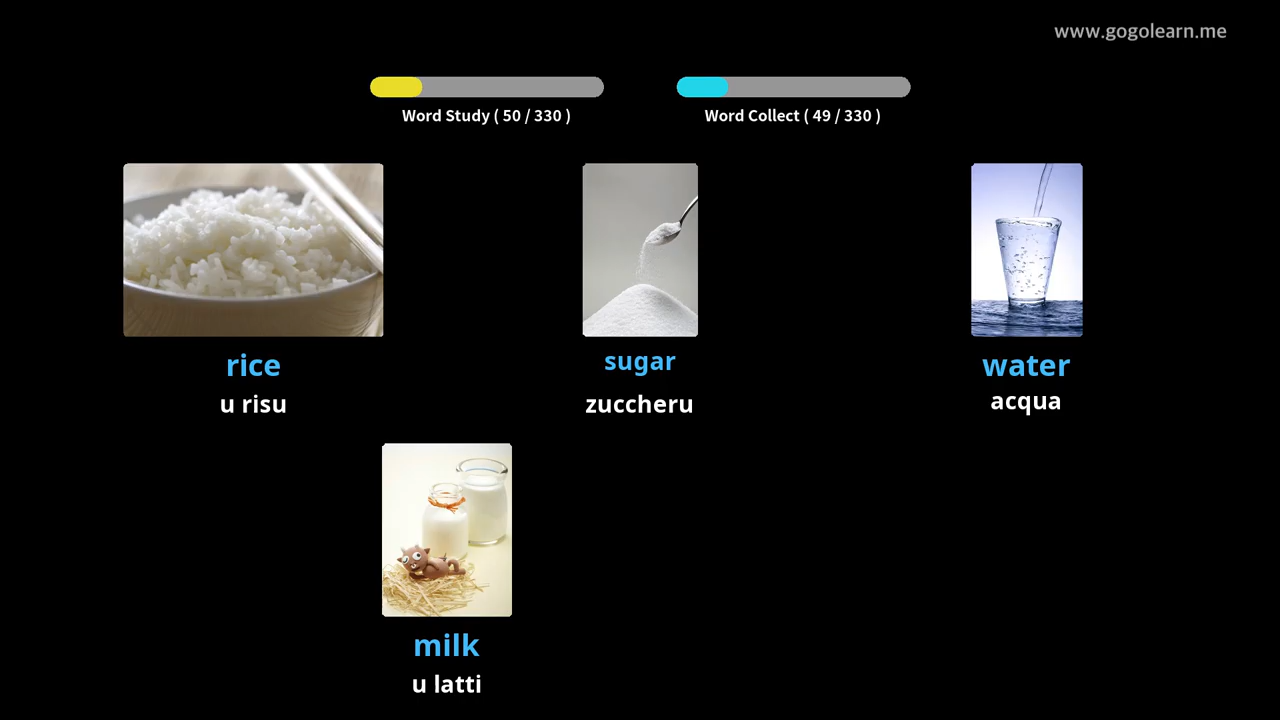 www.gogolearn.me
Word Study ( 50 / 330 )
Word Collect ( 49 / 330 )
rice
u risu
sugar
zuccheru
water
acqua
milk
u latti